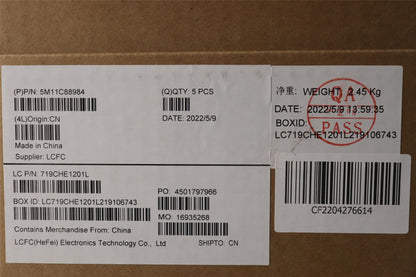 (P)P/N: 5M11C88984
(Q)QTY: 5 PCS
(4L)Origin:CN
DATE: 2022/5/9
Made in China
Supplier: LCFC
LC P/N: 719CHE1201L
PO: 4501797966
BOX ID: LC719CHE1201L219106743
MO: 16935268
Contains Merchandise From: China
LCFC(HeFei) Electronics Technology Co., Ltd
SHIPTO: CN
净重: WEIGHT: 2.45 Kg
DATE: 2022/5/9 13:59:35
BOXID:
LC719CHE1201L219106743
QA
PASS
CF2204276614